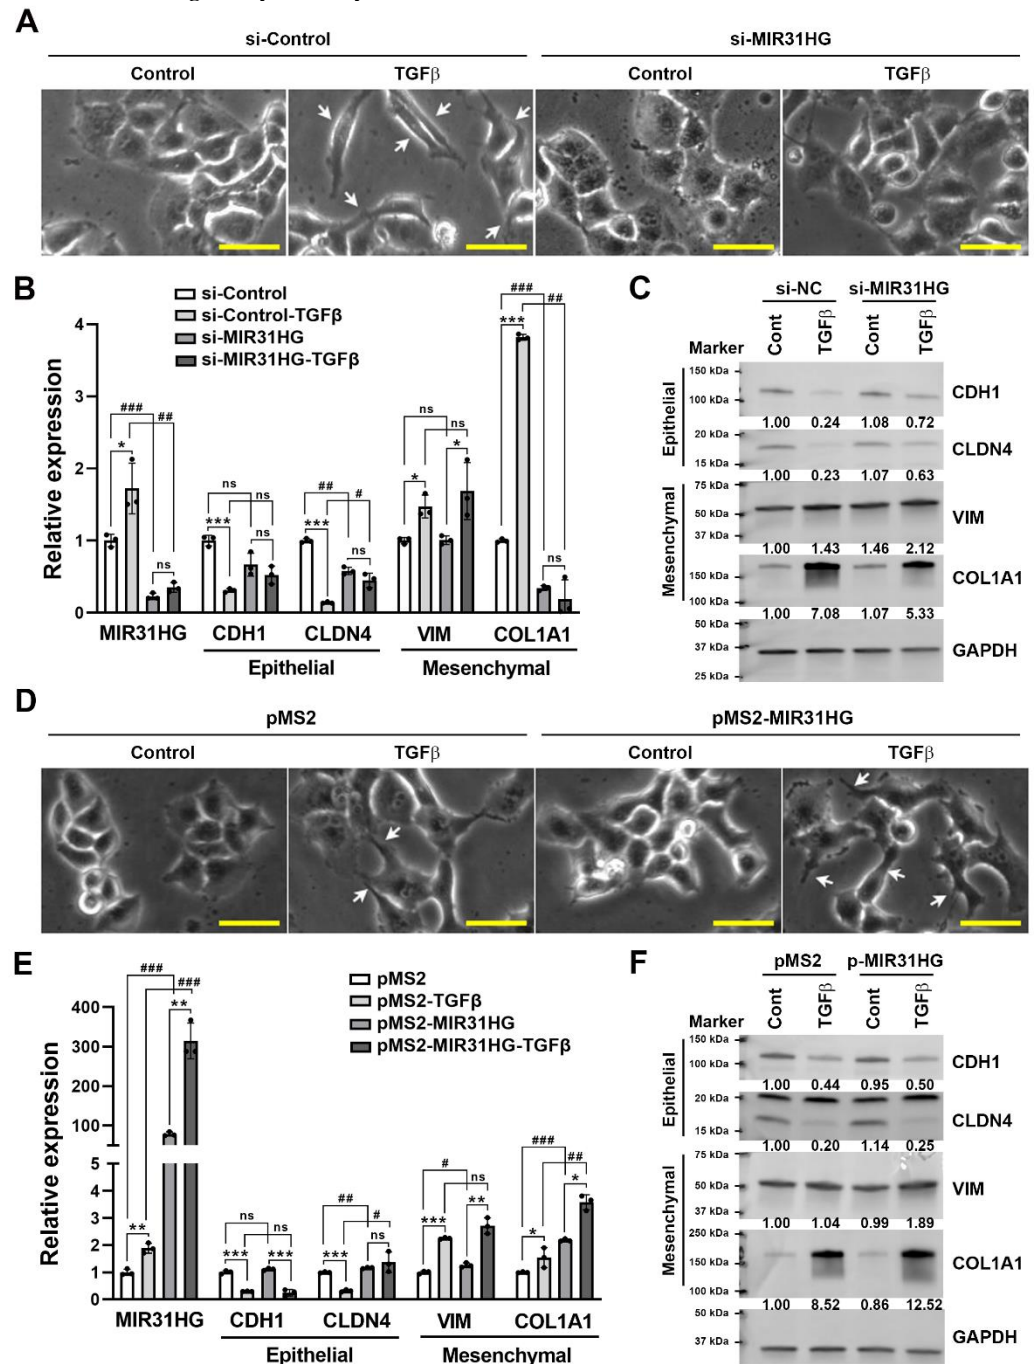 A
si-Control
si-MIR31HG
Control
TGFβ
Control
TGFβ
B
si-Control
si-Control-TGFβ
si-MIR31HG
si-MIR31HG-TGFβ
Relative expression
4
3
2
1
0
###
##
*
ns
ns
ns
***
ns
##
#
***
ns
ns
ns
*
*
###
##
***
ns
MIR31HG
CDH1
CLDN4
VIM
COL1A1
Epithelial
Mesenchymal
C
si-NC
si-MIR31HG
Marker
Cont
TGFβ
Cont
TGFβ
Epithelial
Mesenchymal
150 kDa
100 kDa
CDH1
1.00 0.24 1.08 0.72
20 kDa
15 kDa
CLDN4
1.00 0.23 1.07 0.63
75 kDa
50 kDa
37 kDa
VIM
1.00 1.43 1.46 2.12
150 kDa
100 kDa
COL1A1
1.00 7.08 1.07 5.33
50 kDa
37 kDa
25 kDa
GAPDH
D
pMS2
pMS2-MIR31HG
Control
TGFβ
Control
TGFβ
E
pMS2
pMS2-TGFβ
pMS2-MIR31HG
pMS2-MIR31HG-TGFβ
Relative expression
400
300
200
100
5
4
3
2
1
0
###
###
**
**
ns
ns
***
***
##
#
***
ns
#
ns
***
**
###
##
*
*
MIR31HG
CDH1
CLDN4
VIM
COL1A1
Epithelial
Mesenchymal
F
pMS2
p-MIR31HG
Marker
Cont
TGFβ
Cont
TGFβ
Epithelial
Mesenchymal
150 kDa
100 kDa
CDH1
1.00 0.44 0.95 0.50
20 kDa
15 kDa
CLDN4
1.00 0.20 1.14 0.25
75 kDa
50 kDa
37 kDa
VIM
1.00 1.04 0.99 1.89
250 kDa
150 kDa
100 kDa
COL1A1
1.00 8.52 0.86 12.52
50 kDa
37 kDa
GAPDH